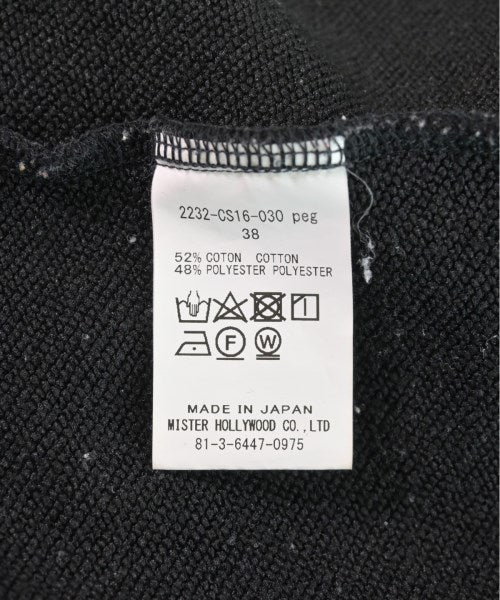 2232-CS16-030 peg
38
52% COTON COTTON
48% POLYESTER POLYESTER
F W
MADE IN JAPAN
MISTER HOLLYWOOD CO.,LTD
81-3-6447-0975